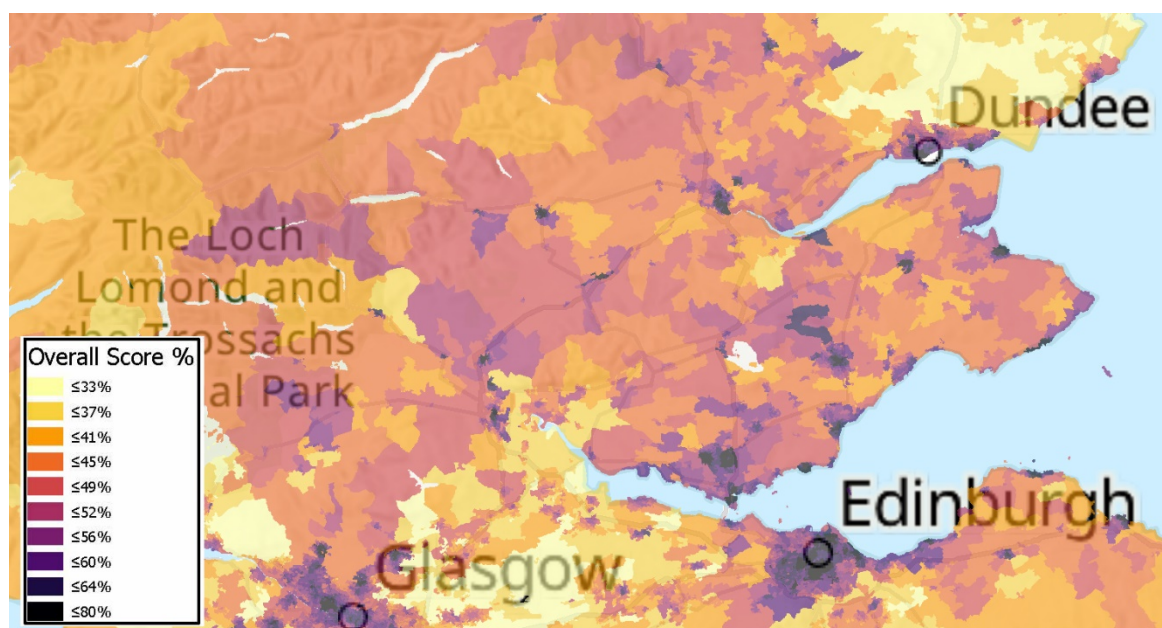 Dundee
The Loch
Lomond and
the Trossachs
nal Park
Overall Score %
≤33%
≤37%
≤41%
≤45%
≤49%
≤52%
≤56%
≤60%
≤64%
≤80%
Edinburgh
Glasgow